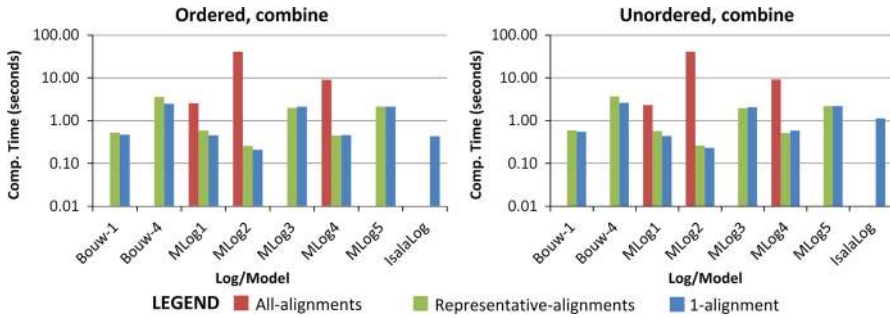 Ordered, combine
Comp. Time (seconds)
100.00
10.00
1.00
0.10
0.01
Bouw-1
Bouw-4
MLog1
MLog2
MLog3
MLog4
MLog5
IsalaLog
Log/Model
Unordered, combine
Comp. Time (seconds)
100.00
10.00
1.00
0.10
0.01
Bouw-1
Bouw-4
MLog1
MLog2
MLog3
MLog4
MLog5
IsalaLog
Log/Model
LEGEND All-alignments Representative-alignments 1-alignment